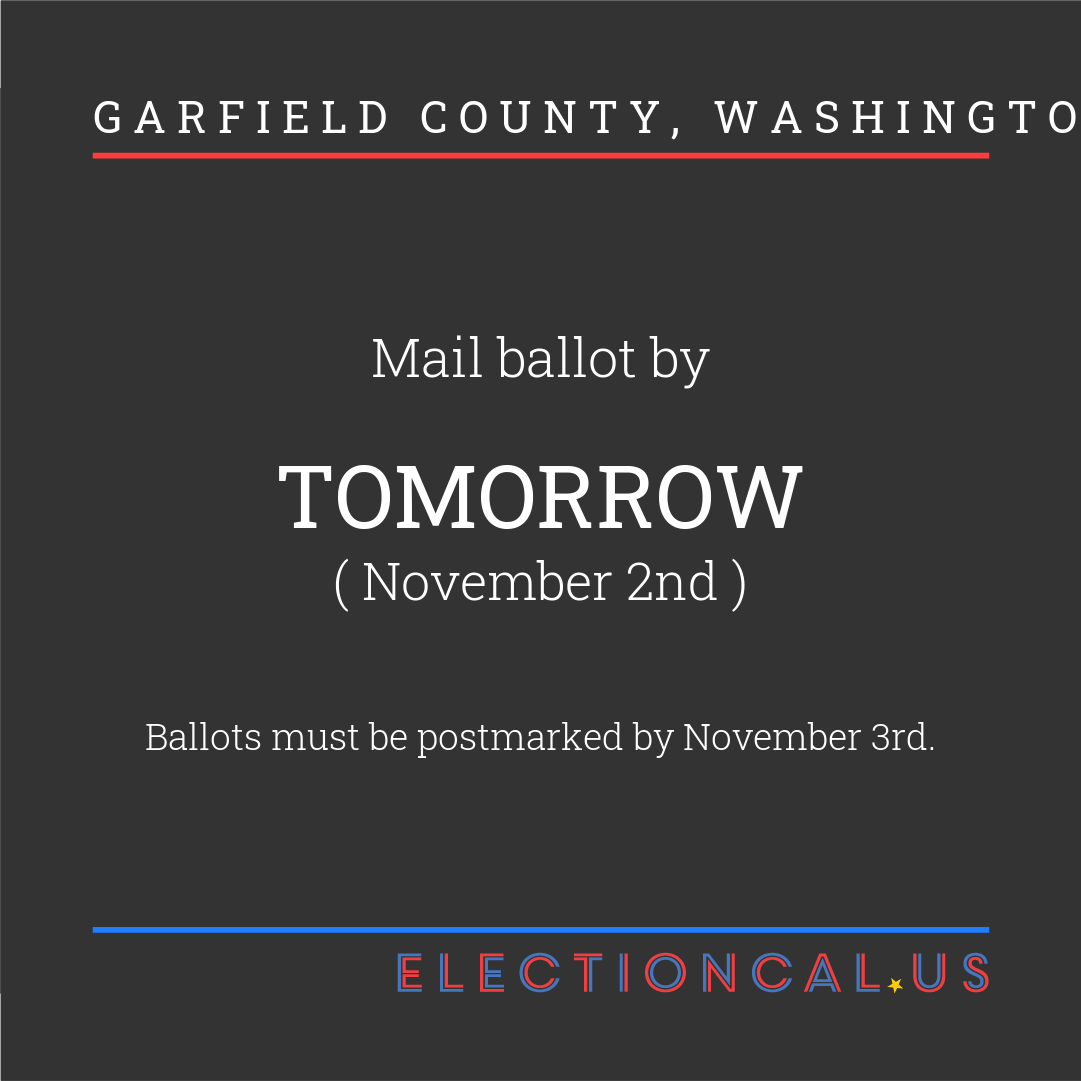 GARFIELD COUNTY, WASHINGTO
Mail ballot by
TOMORROW
( November 2nd )
Ballots must be postmarked by November 3rd.
ELECTIONCAL.US